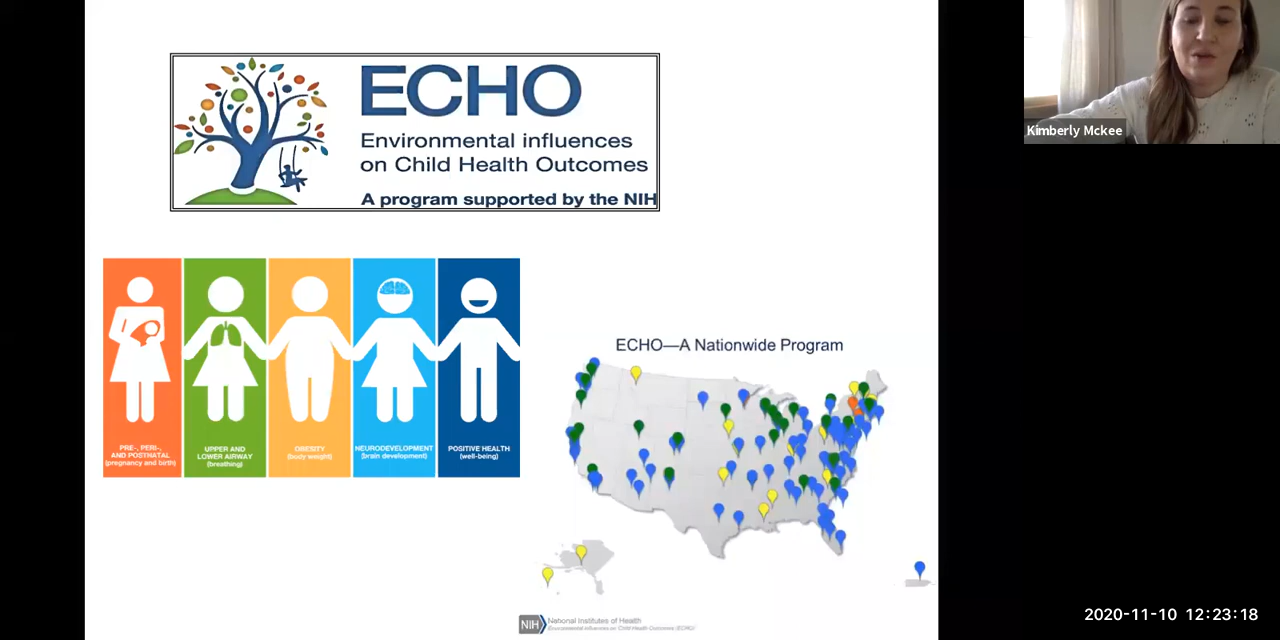 ECHO
Environmental influences
on Child Health Outcomes
A program supported by the NIH
PRE-, PERI-,
AND POSTNATAL
(pregnancy and birth)
UPPER AND
LOWER AIRWAY
(breathing)
OBESITY
(body weight)
NEURODEVELOPMENT
(brain development)
POSITIVE HEALTH
(well-being)
ECHO—A Nationwide Program
NIH
National Institutes of Health
Environmental influences on Child Health Outcomes (ECHO)
Kimberly Mckee
2020-11-10 12:23:18